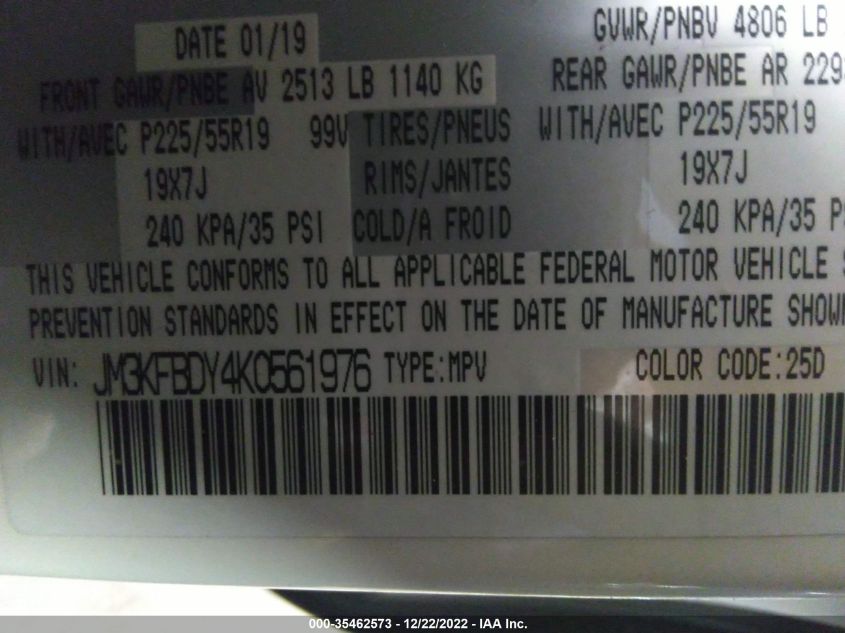 DATE 01/19 GVWR/PNBV 4806 LB
FRONT GAWR/PNBE AV 2513 LB 1140 KG REAR GAWR/PNBE AR 229
WITH/AVEC P225/55R19 99V TIRES/PNEUS WITH/AVEC P225/55R19
19X7J RIMS/JANTES 19X7J
240 KPA/35 PSI COLD/A FROID 240 KPA/35 P
THIS VEHICLE CONFORMS TO ALL APPLICABLE FEDERAL MOTOR VEHICLE S
PREVENTION STANDARDS IN EFFECT ON THE DATE OF MANUFACTURE SHOW
VIN: JM3KFBDY4K0561976 TYPE:MPV COLOR CODE:25D
000-35462573 - 12/22/2022 - IAA Inc.